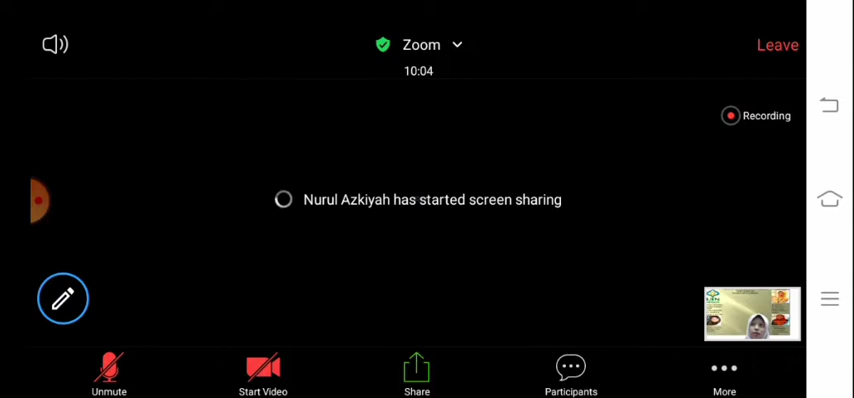 Zoom
Leave
10:04
Recording
Nurul Azkiyah has started screen sharing
Unmute
Start Video
Share
Participants
More